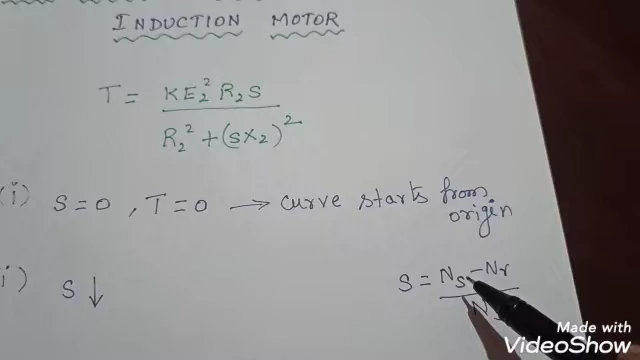 INDUCTION MOTOR
T = KE₂² R₂ S / R₂² + (SX₂)²
(i) S = 0 , T = 0 → curve starts from origin
i) S ↓
S = Ns - Nr / N
Made with
VideoShow